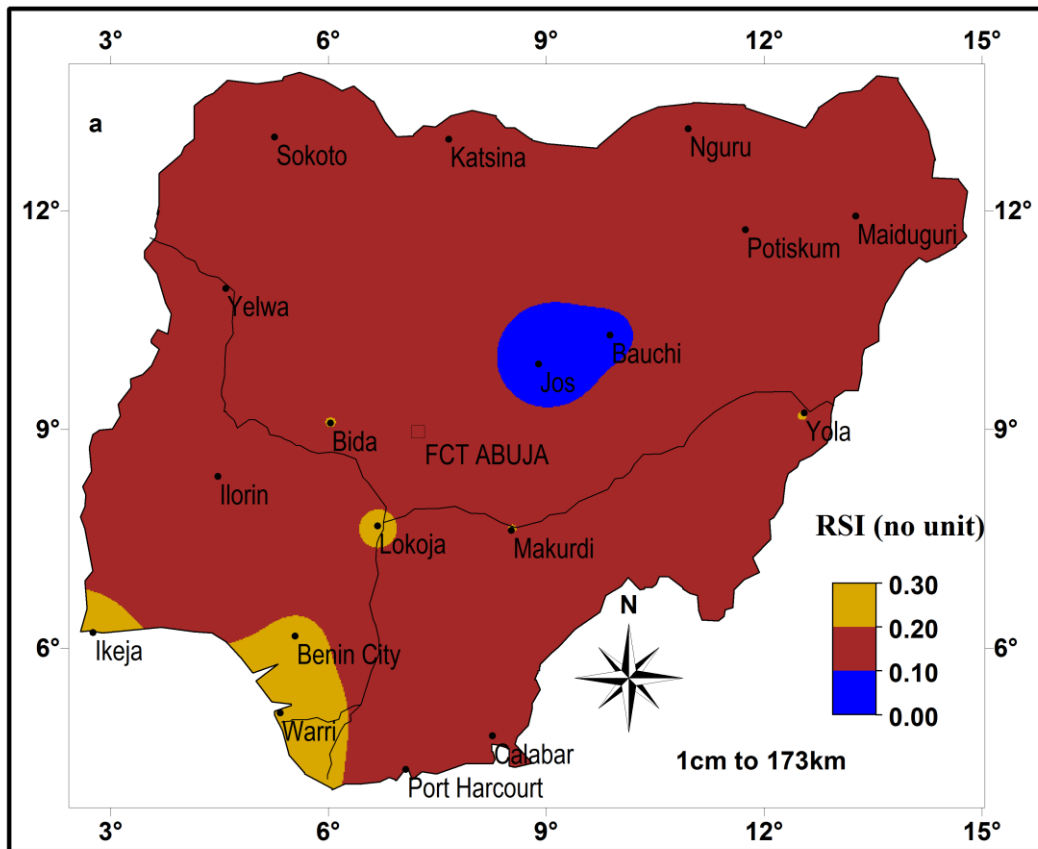 3° 6° 9° 12° 15°
a
Sokoto
Katsina
Nguru
12° 12°
Potiskum
Maiduguri
Yelwa
Bauchi
Jos
9° 9°
Bida
FCT ABUJA
Yola
Ilorin
Lokoja
Makurdi
RSI (no unit)
0.30
0.20
0.10
0.00
N
6° 6°
Ikeja
Benin City
Warri
Calabar
Port Harcourt
1cm to 173km
3° 6° 9° 12° 15°